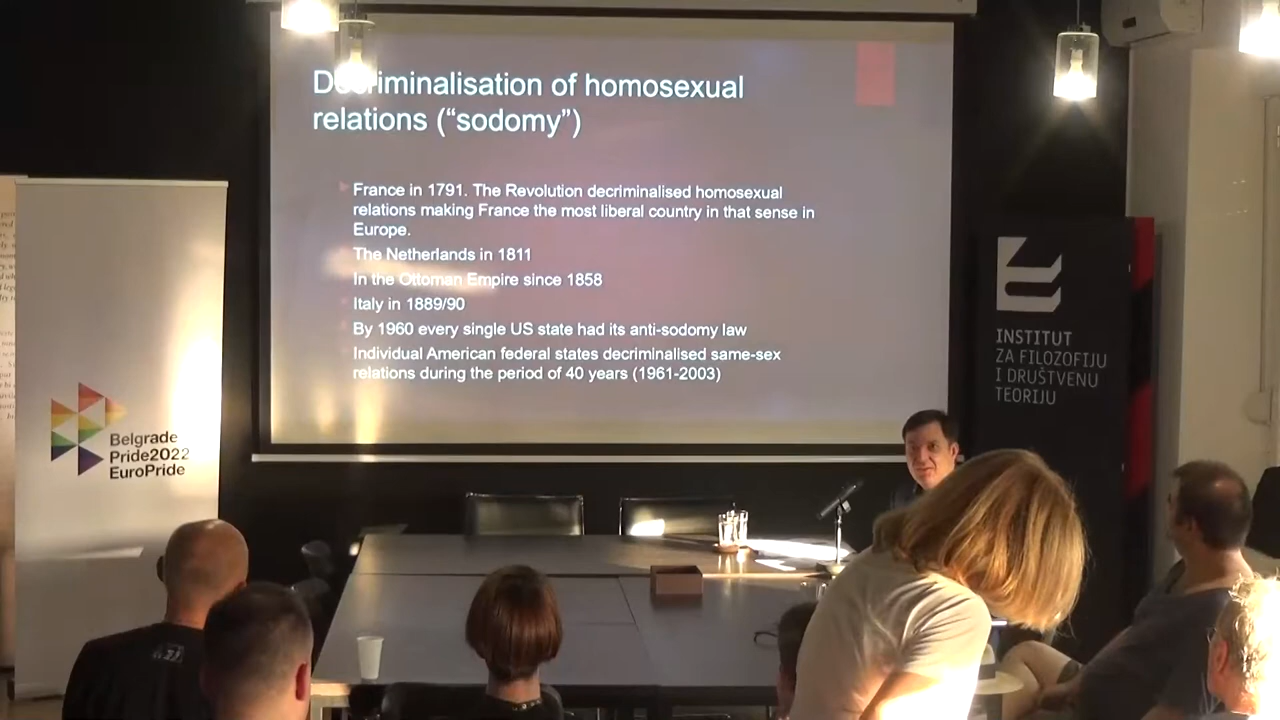 Decriminalisation of homosexual
relations (“sodomy”)
France in 1791. The Revolution decriminalised homosexual
relations making France the most liberal country in that sense in
Europe.
The Netherlands in 1811
In the Ottoman Empire since 1858
Italy in 1889/90
By 1960 every single US state had its anti-sodomy law
Individual American federal states decriminalised same-sex
relations during the period of 40 years (1961-2003)
Belgrade
Pride2022
EuroPride
INSTITUT
ZA FILOZOFIJU
I DRUŠTVENU
TEORIJU